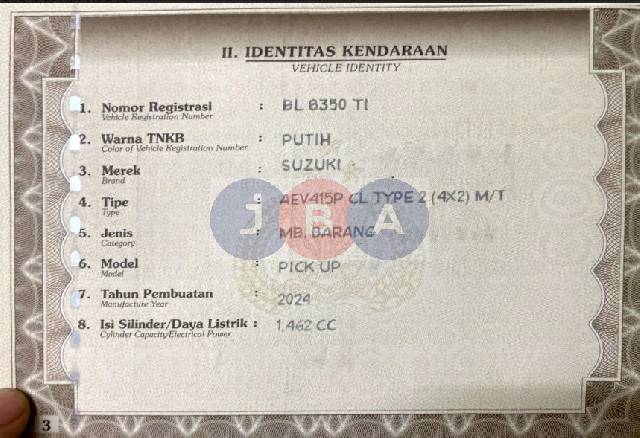 II. IDENTITAS KENDARAAN
VEHICLE IDENTITY
1. Nomor Registrasi : BL 8350 TI
Vehicle Registration Number
2. Warna TNKB : PUTIH
Color of Vehicle Registration Number
3. Merek : SUZUKI
Brand
4. Tipe : AEV415P CL TYPE 2 (4X2) M/T
Type
5. Jenis : MB. BARANG
Category
6. Model : PICK UP
Model
7. Tahun Pembuatan : 2024
Manufacture Year
8. Isi Silinder/Daya Listrik : 1.462 CC
Cylinder Capacity/Electrical Power
JBA
3